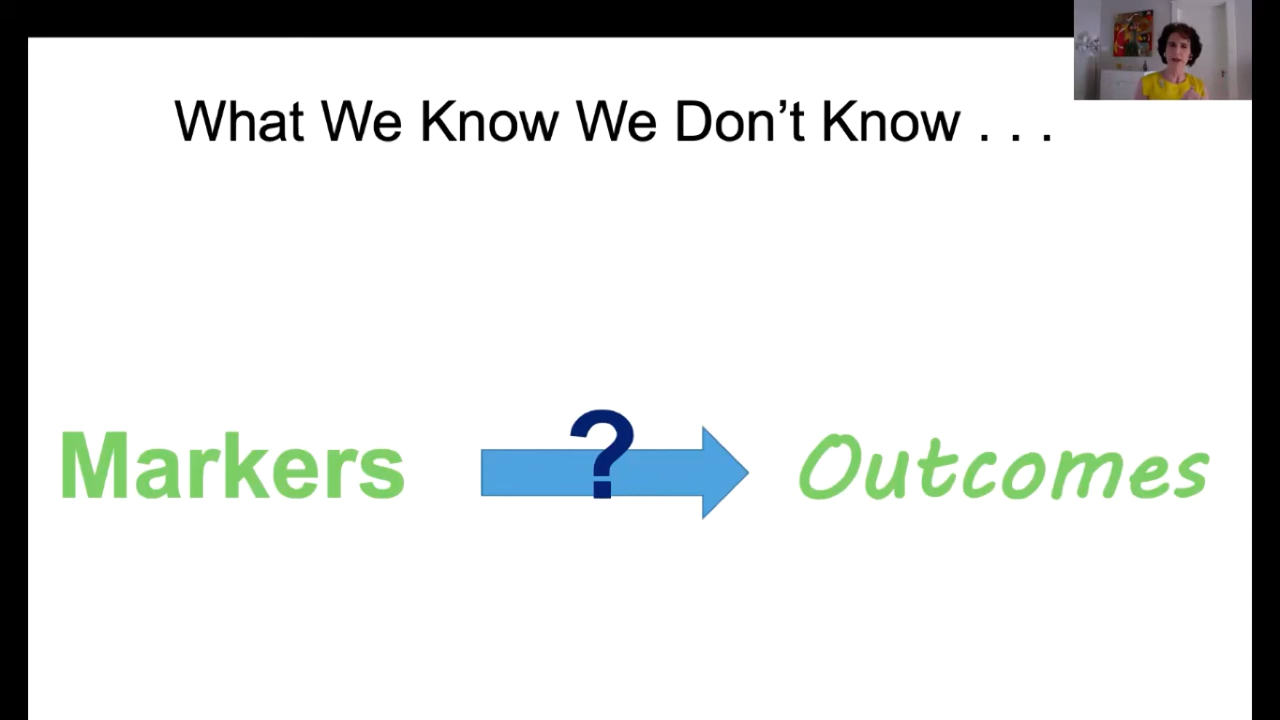 What We Know We Don’t Know . . .
Markers ? Outcomes